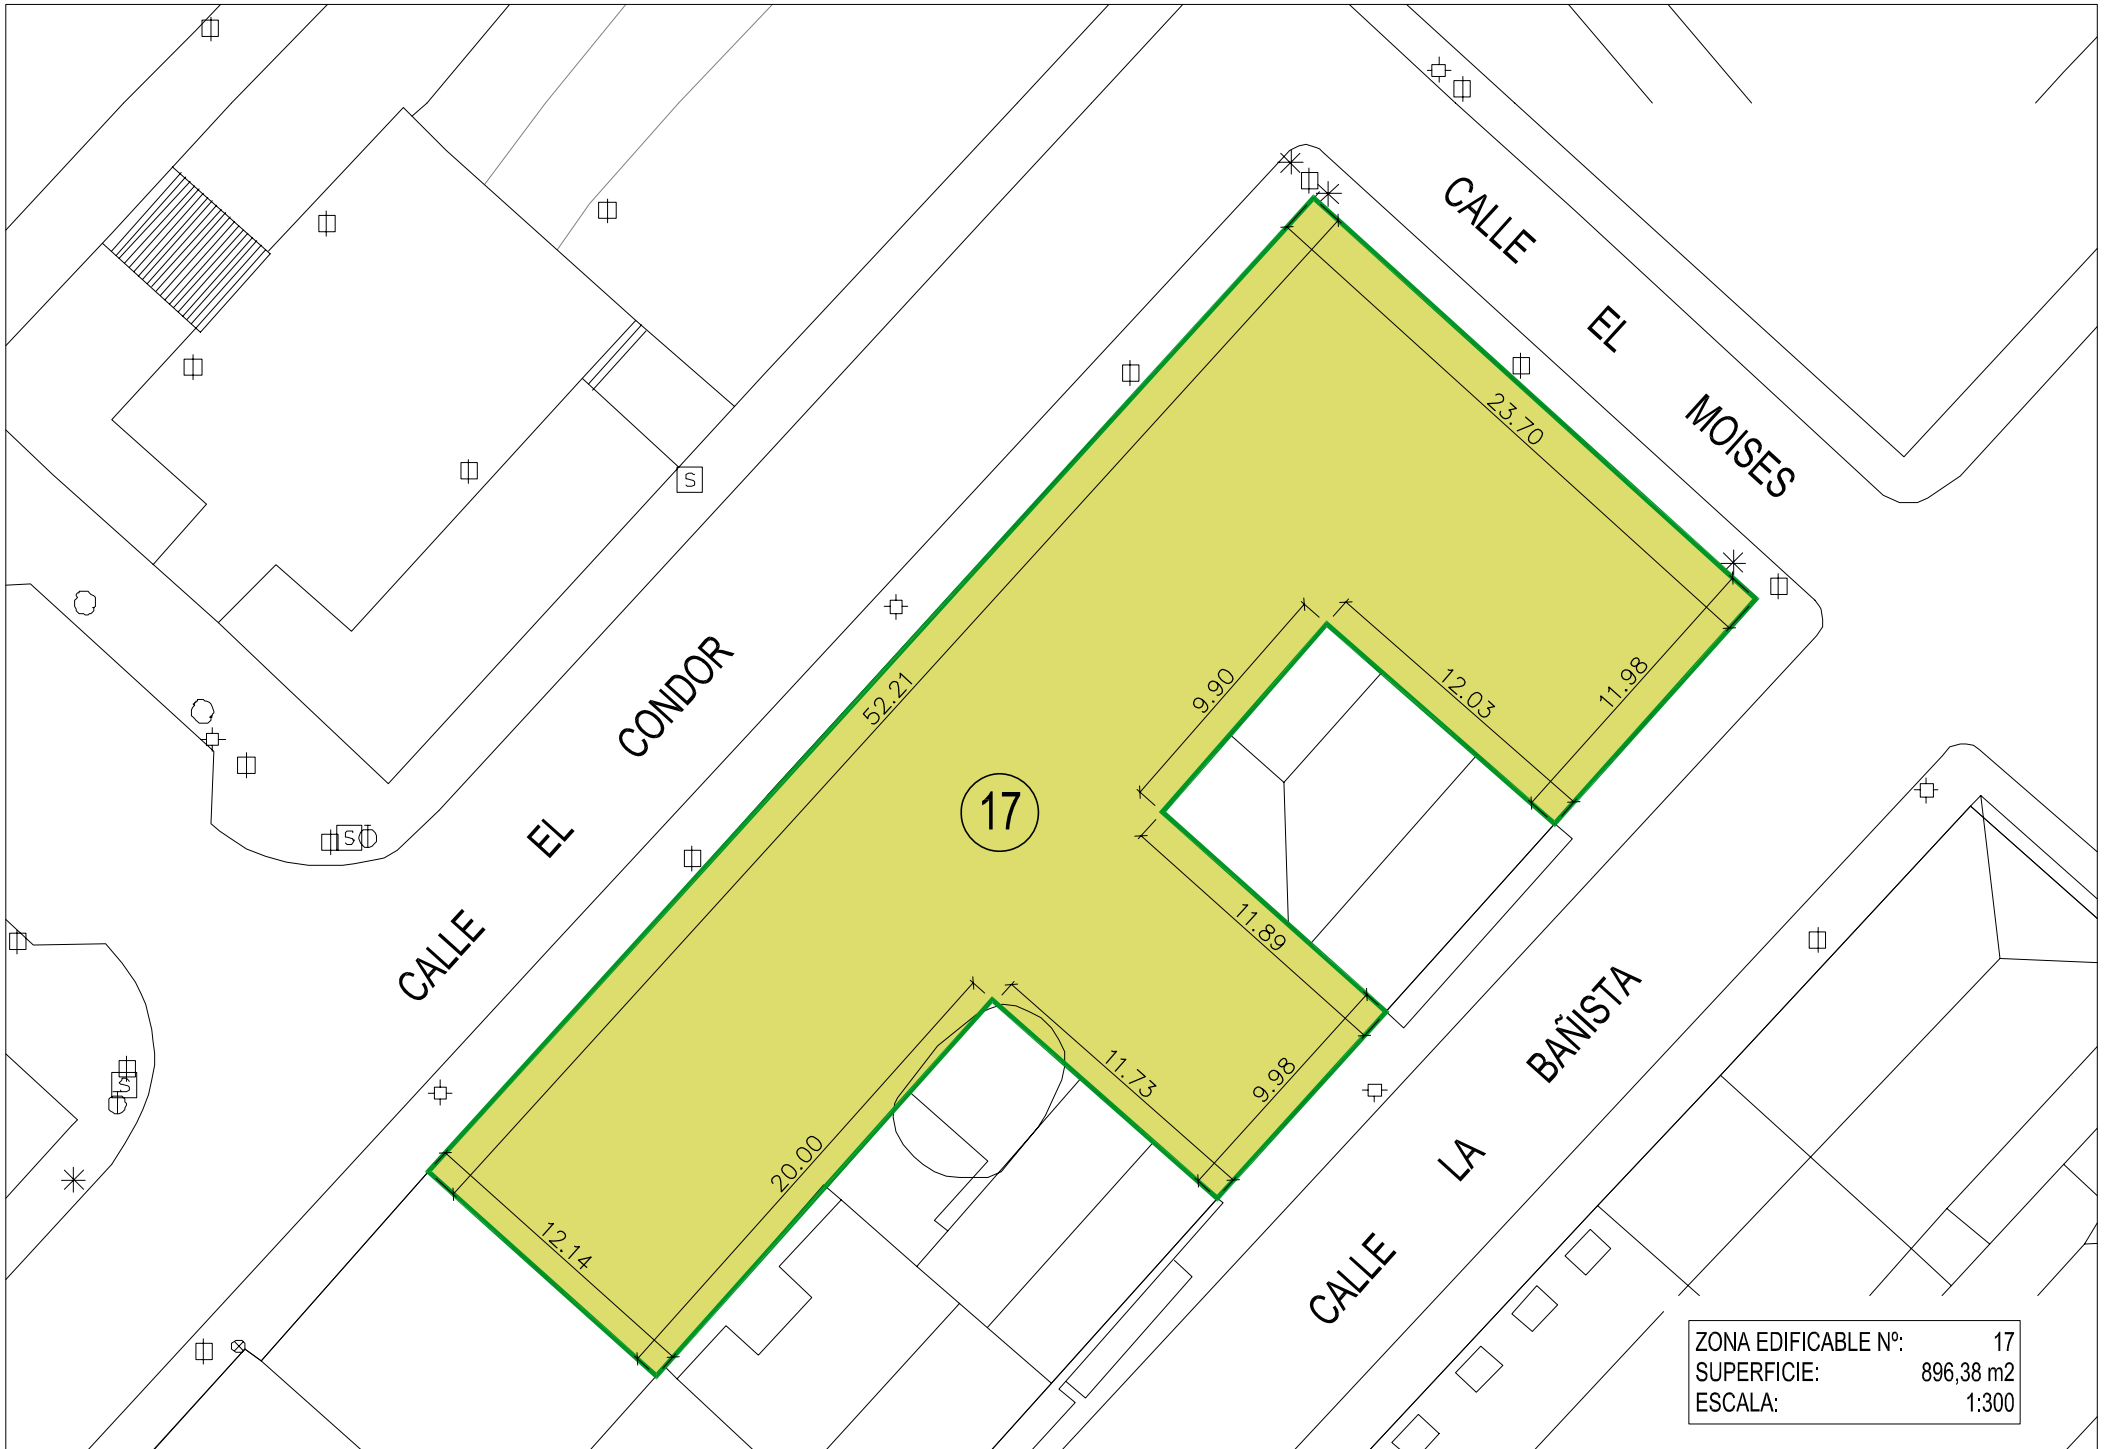 CALLE EL MOISES
23.70
S
9.90
12.03
11.98
CALLE EL CONDOR
52.21
17
S
11.89
11.73
9.98
S
20.00
12.14
CALLE LA BAÑISTA
ZONA EDIFICABLE Nº: 17
SUPERFICIE: 896,38 m2
ESCALA: 1:300